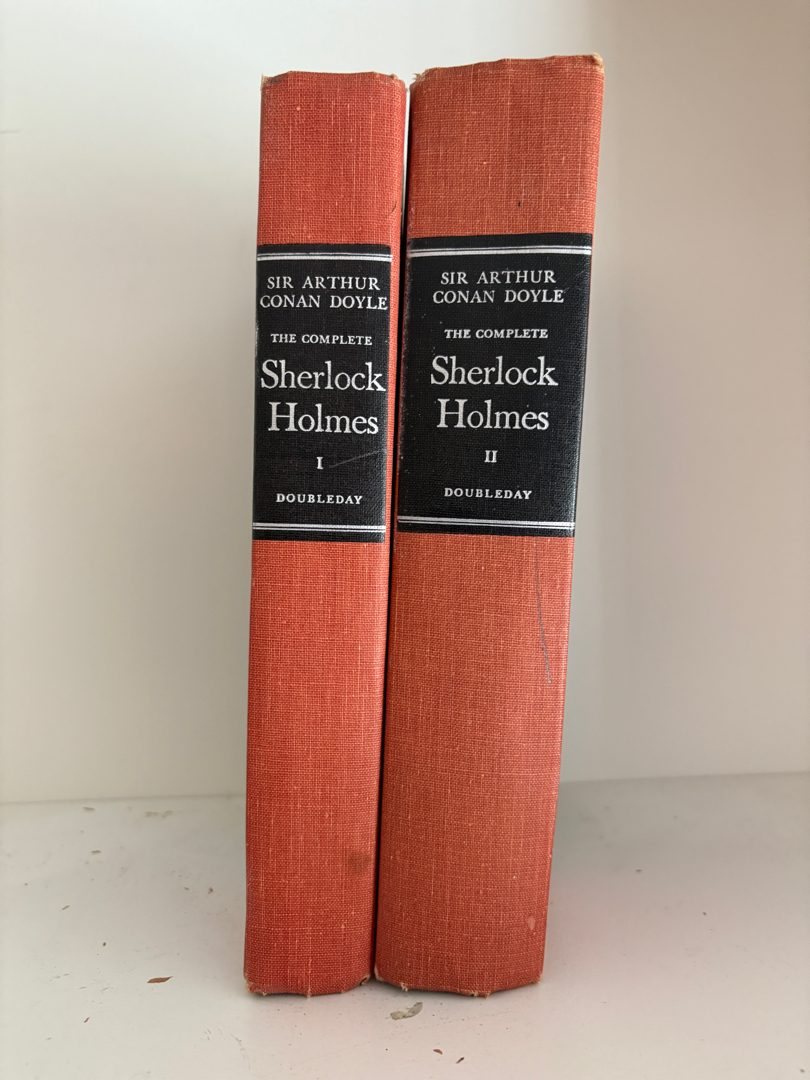 SIR ARTHUR
CONAN DOYLE
THE COMPLETE
Sherlock
Holmes
I
DOUBLEDAY
SIR ARTHUR
CONAN DOYLE
THE COMPLETE
Sherlock
Holmes
II
DOUBLEDAY